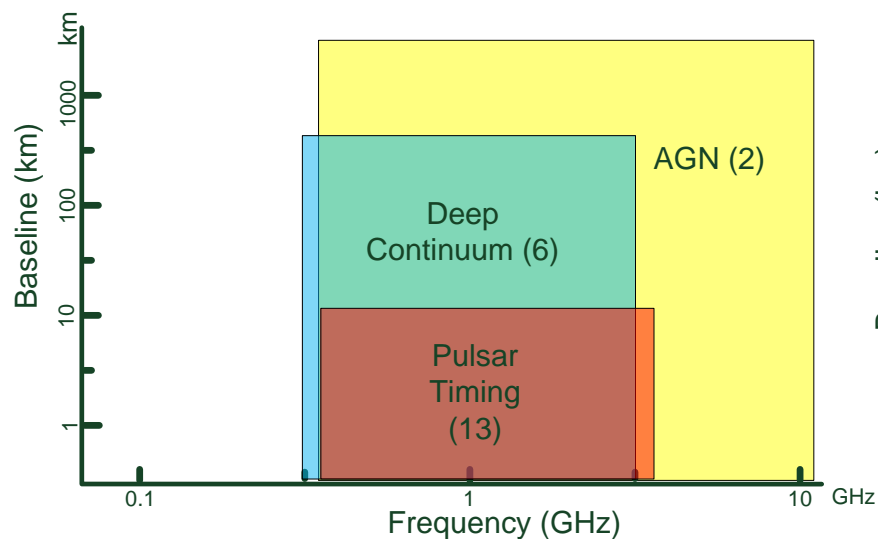 km
1000
100
10
1
Baseline (km)
AGN (2)
Deep
Continuum (6)
Pulsar
Timing
(13)
0.1
1
10
GHz
Frequency (GHz)